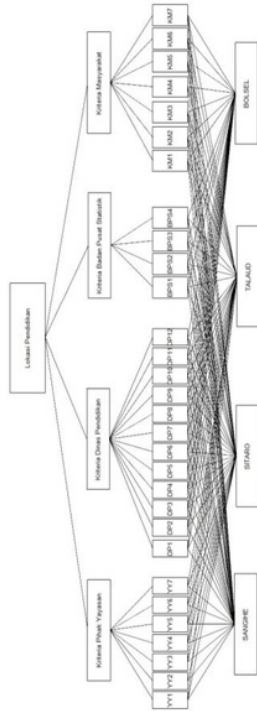 Lokasi Pendidikan
Kriteria Pihak Yayasan
Kriteria Dinas Pendidikan
Kriteria Badan Pusat Statistik
Kriteria Masyarakat
YY1
YY2
YY3
YY4
YY5
YY6
YY7
DP1
DP2
DP3
DP4
DP5
DP6
DP7
DP8
DP9
DP10
DP11
DP12
BPS1
BPS2
BPS3
BPS4
KM1
KM2
KM3
KM4
KM5
KM6
KM7
SANGIHE
SITARO
TALAUD
BOLSEL